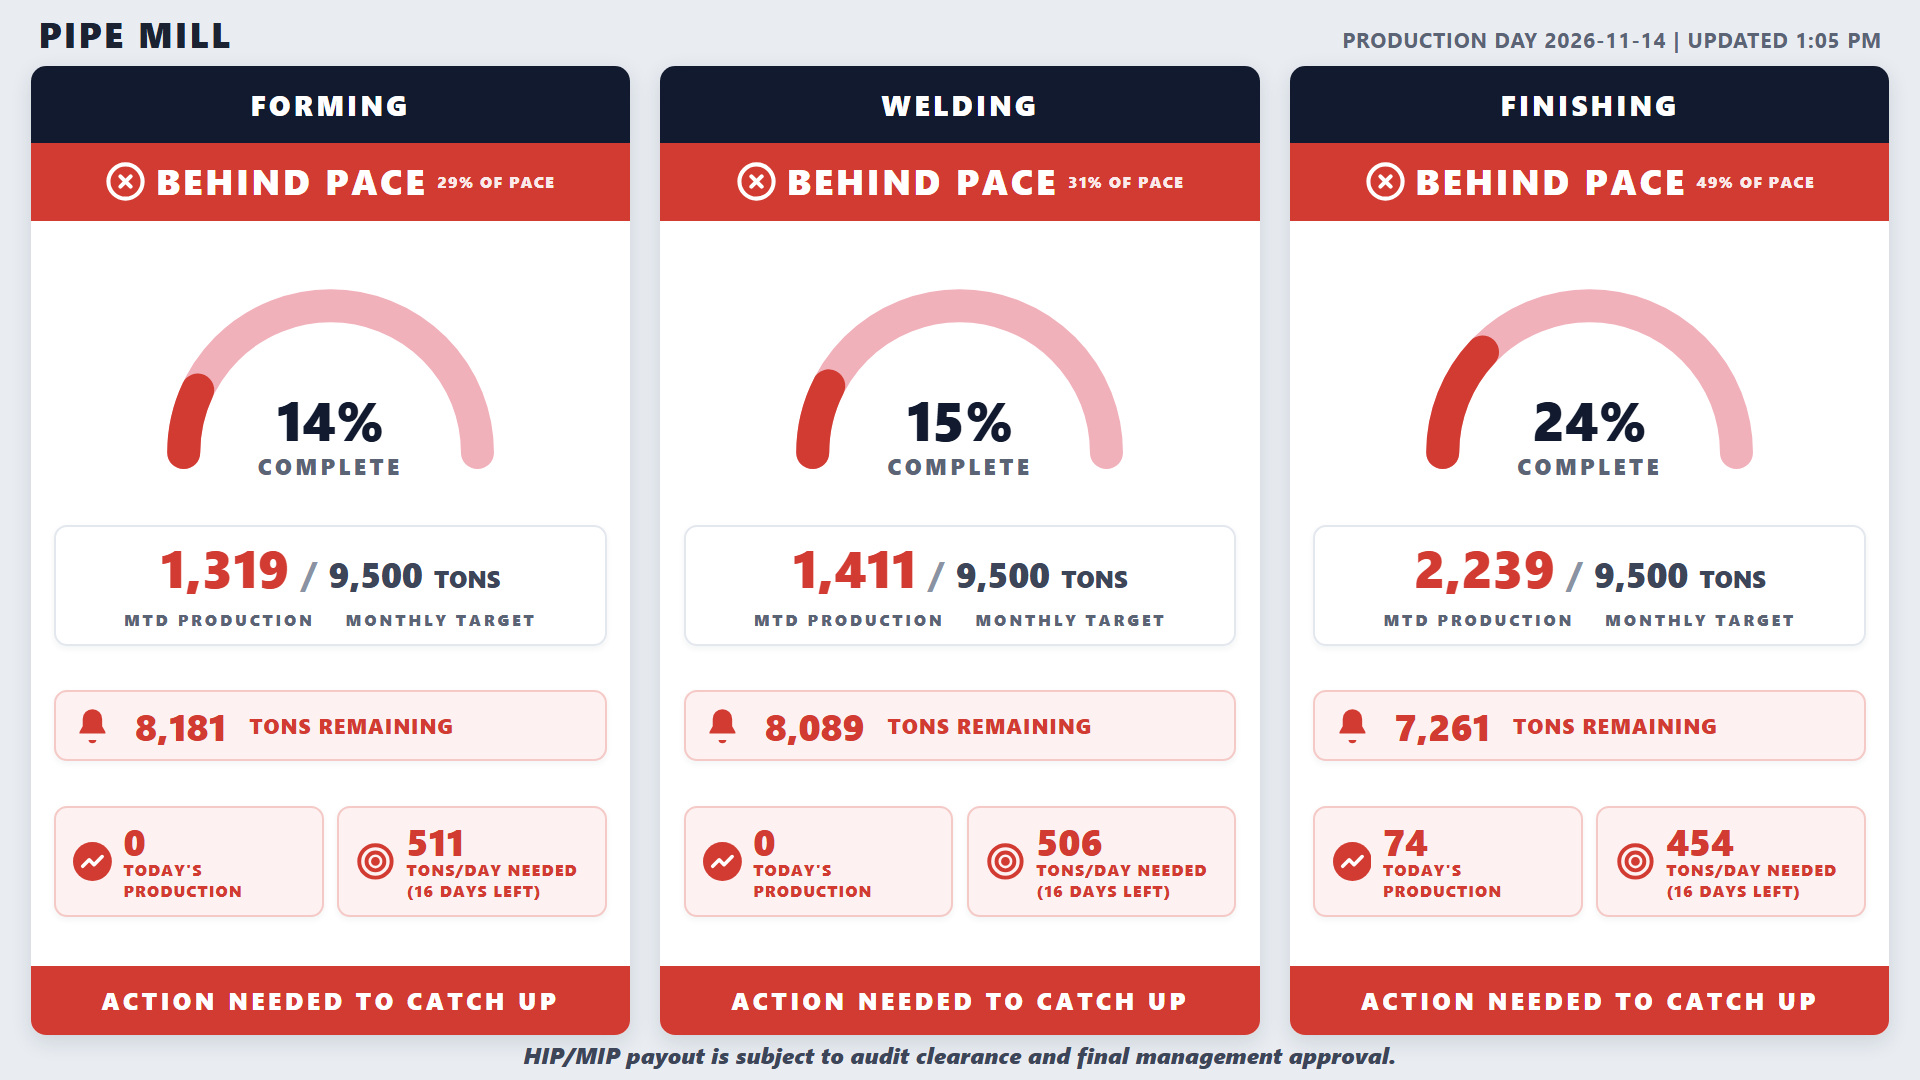 PIPE MILL
PRODUCTION DAY 2026-11-14 | UPDATED 1:05 PM
FORMING
BEHIND PACE 29% OF PACE
14%
COMPLETE
1,319 / 9,500 TONS
MTD PRODUCTION MONTHLY TARGET
8,181 TONS REMAINING
0
TODAY'S
PRODUCTION
511
TONS/DAY NEEDED
(16 DAYS LEFT)
ACTION NEEDED TO CATCH UP
WELDING
BEHIND PACE 31% OF PACE
15%
COMPLETE
1,411 / 9,500 TONS
MTD PRODUCTION MONTHLY TARGET
8,089 TONS REMAINING
0
TODAY'S
PRODUCTION
506
TONS/DAY NEEDED
(16 DAYS LEFT)
ACTION NEEDED TO CATCH UP
FINISHING
BEHIND PACE 49% OF PACE
24%
COMPLETE
2,239 / 9,500 TONS
MTD PRODUCTION MONTHLY TARGET
7,261 TONS REMAINING
74
TODAY'S
PRODUCTION
454
TONS/DAY NEEDED
(16 DAYS LEFT)
ACTION NEEDED TO CATCH UP
HIP/MIP payout is subject to audit clearance and final management approval.